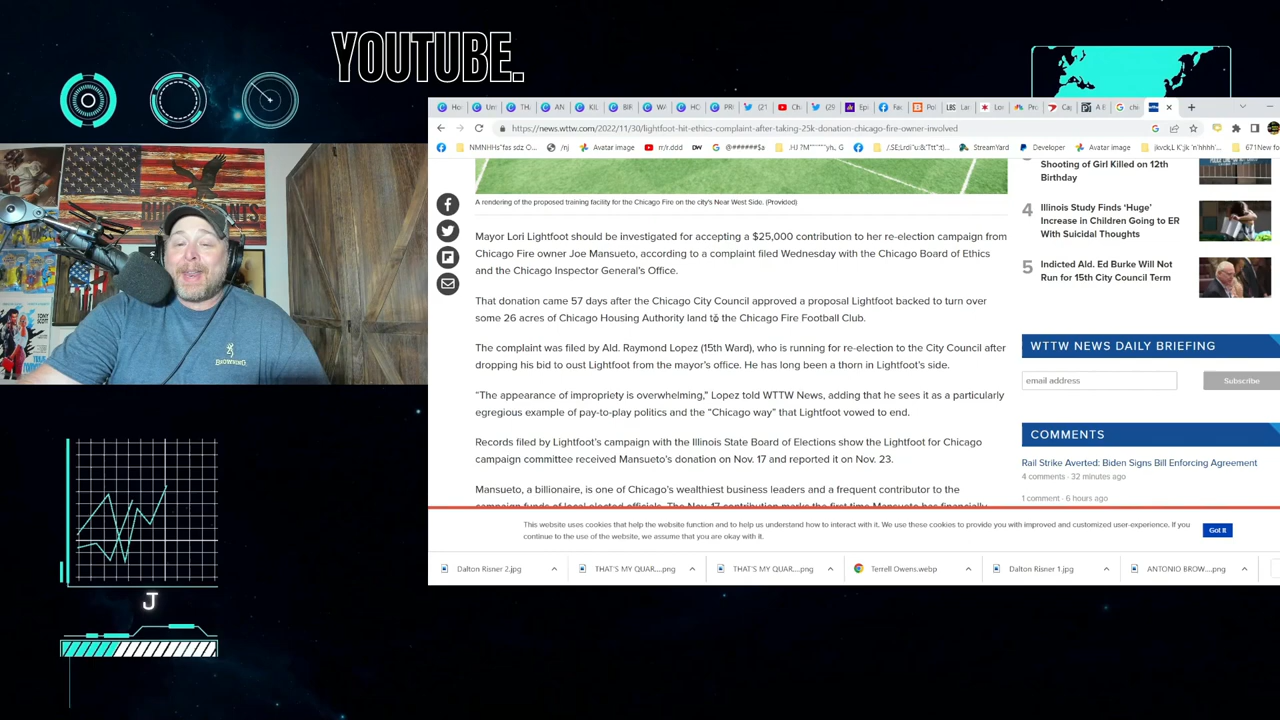 YOUTUBE.
https://news.wttw.com/2022/11/30/lightfoot-hit-ethics-complaint-after-taking-25k-donation-chicago-fire-owner-involved
Avatar image
StreamYard
Developer
Avatar image
Shooting of Girl Killed on 12th
Birthday
A rendering of the proposed training facility for the Chicago Fire on the city's Near West Side. (Provided)
Mayor Lori Lightfoot should be investigated for accepting a $25,000 contribution to her re-election campaign from
Chicago Fire owner Joe Mansueto, according to a complaint filed Wednesday with the Chicago Board of Ethics
and the Chicago Inspector General's Office.
That donation came 57 days after the Chicago City Council approved a proposal Lightfoot backed to turn over
some 26 acres of Chicago Housing Authority land to the Chicago Fire Football Club.
The complaint was filed by Ald. Raymond Lopez (15th Ward), who is running for re-election to the City Council after
dropping his bid to oust Lightfoot from the mayor's office. He has long been a thorn in Lightfoot's side.
"The appearance of impropriety is overwhelming," Lopez told WTTW News, adding that he sees it as a particularly
egregious example of pay-to-play politics and the "Chicago way" that Lightfoot vowed to end.
Records filed by Lightfoot's campaign with the Illinois State Board of Elections show the Lightfoot for Chicago
campaign committee received Mansueto's donation on Nov. 17 and reported it on Nov. 23.
Mansueto, a billionaire, is one of Chicago's wealthiest business leaders and a frequent contributor to the
4
Illinois Study Finds 'Huge'
Increase in Children Going to ER
With Suicidal Thoughts
5
Indicted Ald. Ed Burke Will Not
Run for 15th City Council Term
WTTW NEWS DAILY BRIEFING
email address
Subscribe
COMMENTS
Rail Strike Averted: Biden Signs Bill Enforcing Agreement
4 comments · 32 minutes ago
1 comment · 6 hours ago
This website uses cookies that help the website function and to help us understand how to interact with it. We use these cookies to provide you with improved and customized user-experience. If you
continue to the use of the website, we assume that you are okay with it.
Got it
Dalton Risner 2.jpg
THAT'S MY QUAR....png
THAT'S MY QUAR....png
Terrell Owens.webp
Dalton Risner 1.jpg
ANTONIO BROW....png
BROWNING
J